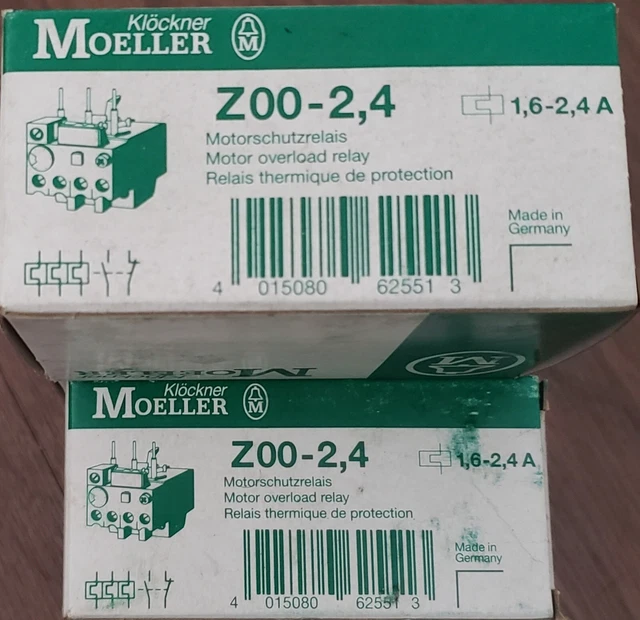 Klöckner
MOELLER
M
Z00-2,4
1,6-2,4 A
Motorschutzrelais
Motor overload relay
Relais thermique de protection
Made in
Germany
4 015080 62551 3
MOELLER
M
Klöckner
MOELLER
M
Z00-2,4
1,6-2,4 A
Motorschutzrelais
Motor overload relay
Relais thermique de protection
Made in
Germany
4 015080 62551 3